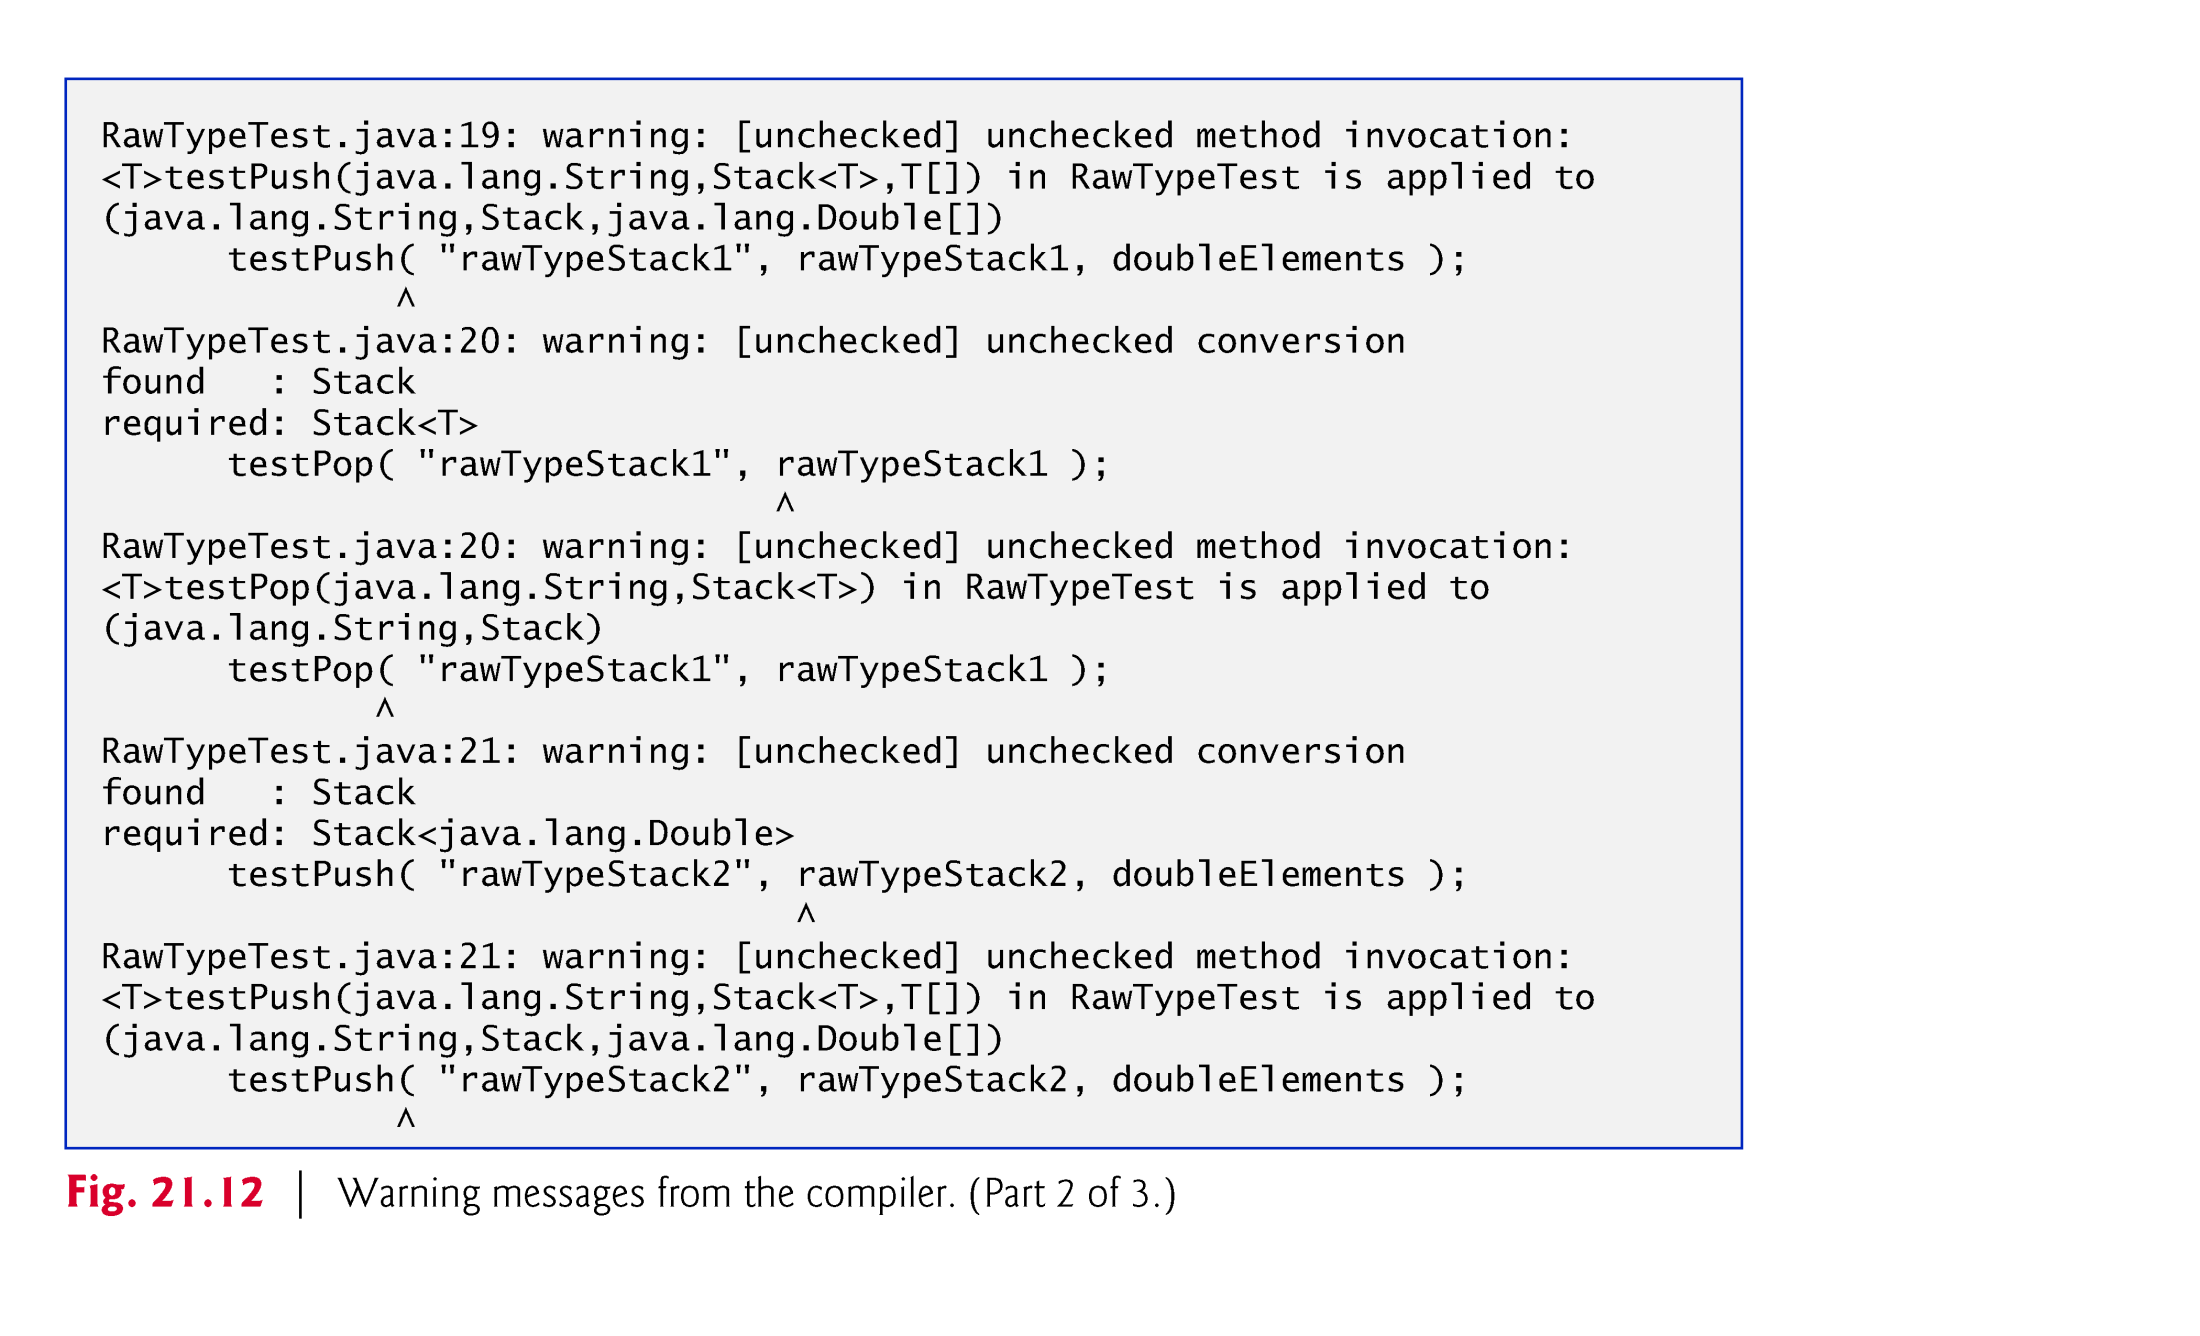 RawTypeTest.java:19: warning: [unchecked] unchecked method invocation:
<T>testPush(java.lang.String,Stack<T>,T[]) in RawTypeTest is applied to
(java.lang.String,Stack,java.lang.Double[])
      testPush( "rawTypeStack1", rawTypeStack1, doubleElements );
              ^
RawTypeTest.java:20: warning: [unchecked] unchecked conversion
found   : Stack
required: Stack<T>
      testPop( "rawTypeStack1", rawTypeStack1 );
                                ^
RawTypeTest.java:20: warning: [unchecked] unchecked method invocation:
<T>testPop(java.lang.String,Stack<T>) in RawTypeTest is applied to
(java.lang.String,Stack)
      testPop( "rawTypeStack1", rawTypeStack1 );
             ^
RawTypeTest.java:21: warning: [unchecked] unchecked conversion
found   : Stack
required: Stack<java.lang.Double>
      testPush( "rawTypeStack2", rawTypeStack2, doubleElements );
                                 ^
RawTypeTest.java:21: warning: [unchecked] unchecked method invocation:
<T>testPush(java.lang.String,Stack<T>,T[]) in RawTypeTest is applied to
(java.lang.String,Stack,java.lang.Double[])
      testPush( "rawTypeStack2", rawTypeStack2, doubleElements );
              ^
Fig. 21.12 | Warning messages from the compiler. (Part 2 of 3.)